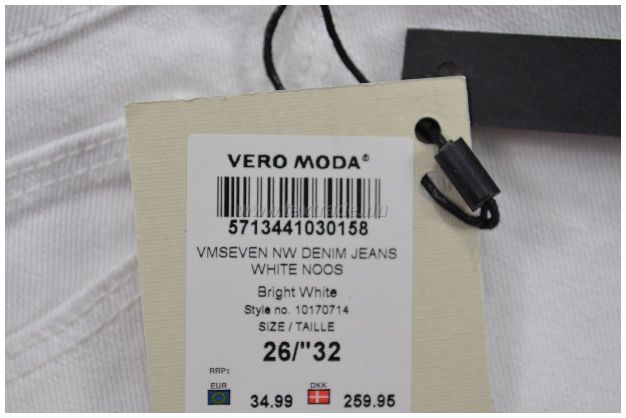 VERO MODA®
5713441030158
VMSEVEN NW DENIM JEANS
WHITE NOOS
Bright White
Style no. 10170714
SIZE / TAILLE
26/"32
RRP:
EUR 34.99 DKK 259.95